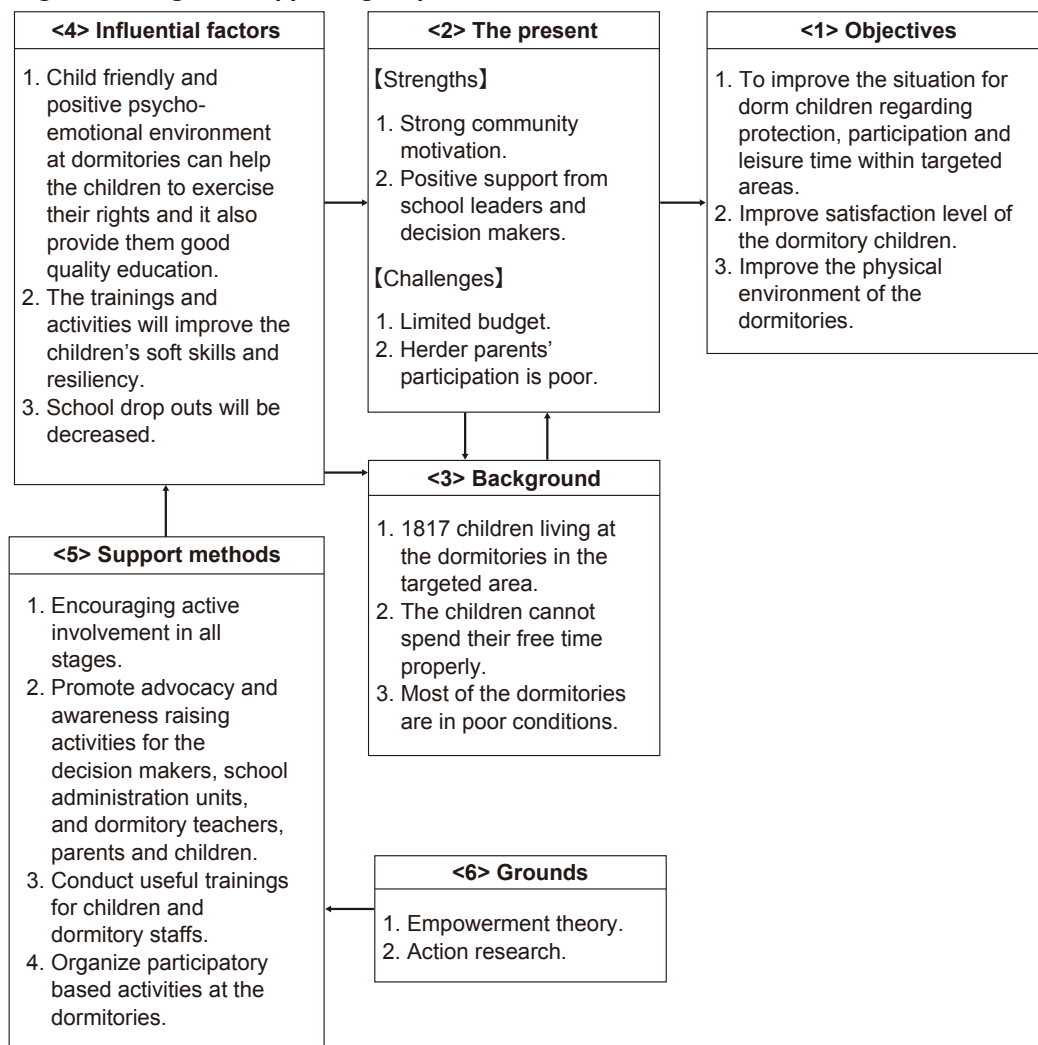 <4> Influential factors
1. Child friendly and
positive psycho-
emotional environment
at dormitories can help
the children to exercise
their rights and it also
provide them good
quality education.
2. The trainings and
activities will improve the
children's soft skills and
resiliency.
3. School drop outs will be
decreased.
<2> The present
【Strengths】
1. Strong community
motivation.
2. Positive support from
school leaders and
decision makers.
【Challenges】
1. Limited budget.
2. Herder parents'
participation is poor.
<1> Objectives
1. To improve the situation for
dorm children regarding
protection, participation and
leisure time within targeted
areas.
2. Improve satisfaction level of
the dormitory children.
3. Improve the physical
environment of the
dormitories.
<3> Background
1. 1817 children living at
the dormitories in the
targeted area.
2. The children cannot
spend their free time
properly.
3. Most of the dormitories
are in poor conditions.
<5> Support methods
1. Encouraging active
involvement in all
stages.
2. Promote advocacy and
awareness raising
activities for the
decision makers, school
administration units,
and dormitory teachers,
parents and children.
3. Conduct useful trainings
for children and
dormitory staffs.
4. Organize participatory
based activities at the
dormitories.
<6> Grounds
1. Empowerment theory.
2. Action research.